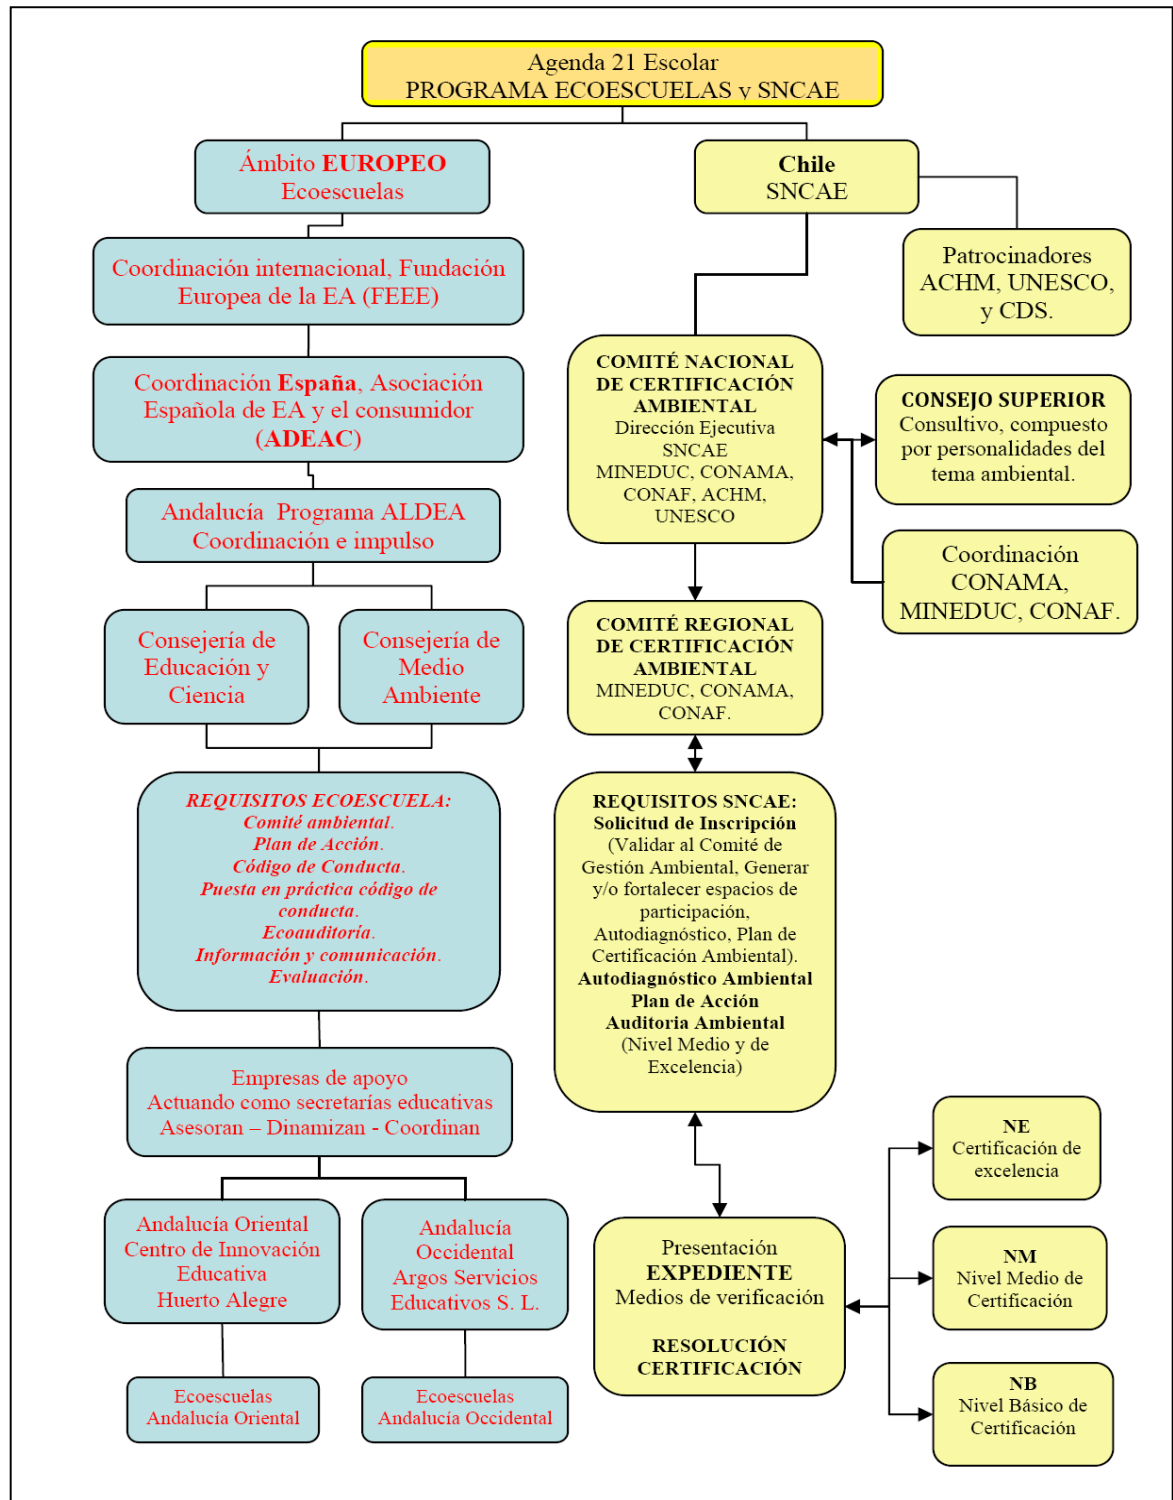 Agenda 21 Escolar
PROGRAMA ECOESCUELAS y SNCAE
Ámbito EUROPEO
Ecoescuelas
Coordinación internacional, Fundación
Europea de la EA (FEEE)
Coordinación España, Asociación
Española de EA y el consumidor
(ADEAC)
Andalucía Programa ALDEA
Coordinación e impulso
Consejería de
Educación y
Ciencia
Consejería de
Medio
Ambiente
REQUISITOS ECOESCUELA:
Comité ambiental.
Plan de Acción.
Código de Conducta.
Puesta en práctica código de
conducta.
Ecoauditoría.
Información y comunicación.
Evaluación.
Empresas de apoyo
Actuando como secretarías educativas
Asesoran – Dinamizan - Coordinan
Andalucía Oriental
Centro de Innovación
Educativa
Huerto Alegre
Andalucía
Occidental
Argos Servicios
Educativos S. L.
Ecoescuelas
Andalucía Oriental
Ecoescuelas
Andalucía Occidental
Chile
SNCAE
Patrocinadores
ACHM, UNESCO,
y CDS.
COMITÉ NACIONAL
DE CERTIFICACIÓN
AMBIENTAL
Dirección Ejecutiva
SNCAE
MINEDUC, CONAMA,
CONAF, ACHM,
UNESCO
CONSEJO SUPERIOR
Consultivo, compuesto
por personalidades del
tema ambiental.
Coordinación
CONAMA,
MINEDUC, CONAF.
COMITÉ REGIONAL
DE CERTIFICACIÓN
AMBIENTAL
MINEDUC, CONAMA,
CONAF.
REQUISITOS SNCAE:
Solicitud de Inscripción
(Validar al Comité de
Gestión Ambiental, Generar
y/o fortalecer espacios de
participación,
Autodiagnóstico, Plan de
Certificación Ambiental).
Autodiagnóstico Ambiental
Plan de Acción
Auditoria Ambiental
(Nivel Medio y de
Excelencia)
Presentación
EXPEDIENTE
Medios de verificación
RESOLUCIÓN
CERTIFICACIÓN
NE
Certificación de
excelencia
NM
Nivel Medio de
Certificación
NB
Nivel Básico de
Certificación